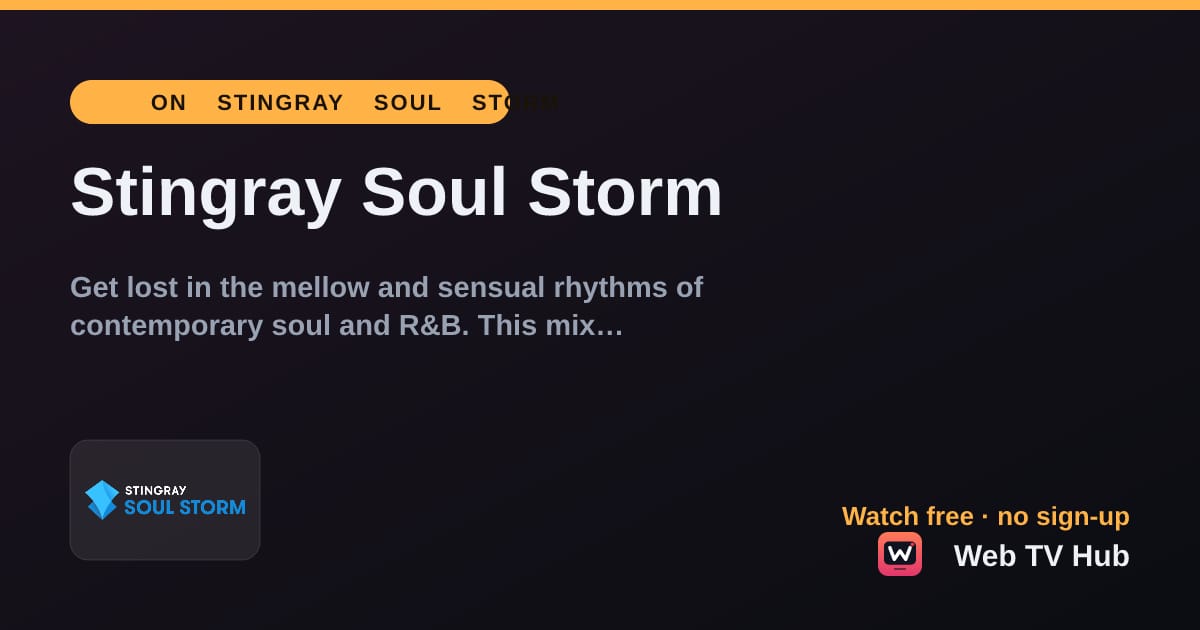 ON STINGRAY SOUL STORM
Stingray Soul Storm
Get lost in the mellow and sensual rhythms of
contemporary soul and R&B. This mix…
STINGRAY
SOUL STORM
Watch free · no sign-up
W
Web TV Hub